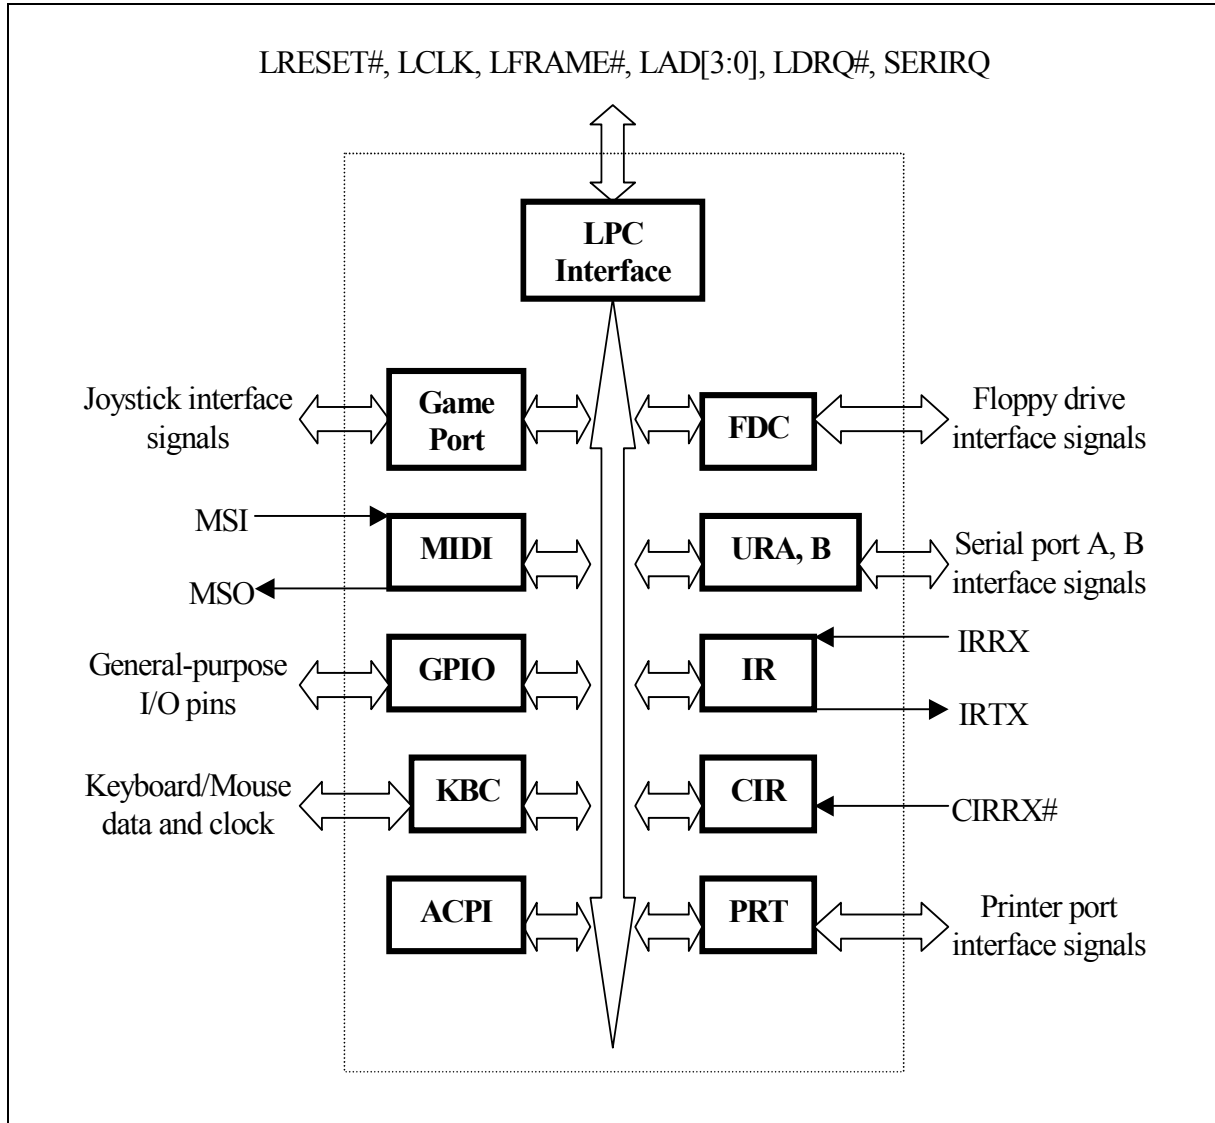 LRESET#, LCLK, LFRAME#, LAD[3:0], LDRQ#, SERIRQ
LPC
Interface
Joystick interface
signals
Game
Port
FDC
Floppy drive
interface signals
MSI
MSO
MIDI
URA, B
Serial port A, B
interface signals
General-purpose
I/O pins
GPIO
IR
IRRX
IRTX
Keyboard/Mouse
data and clock
KBC
CIR
CIRRX#
ACPI
PRT
Printer port
interface signals